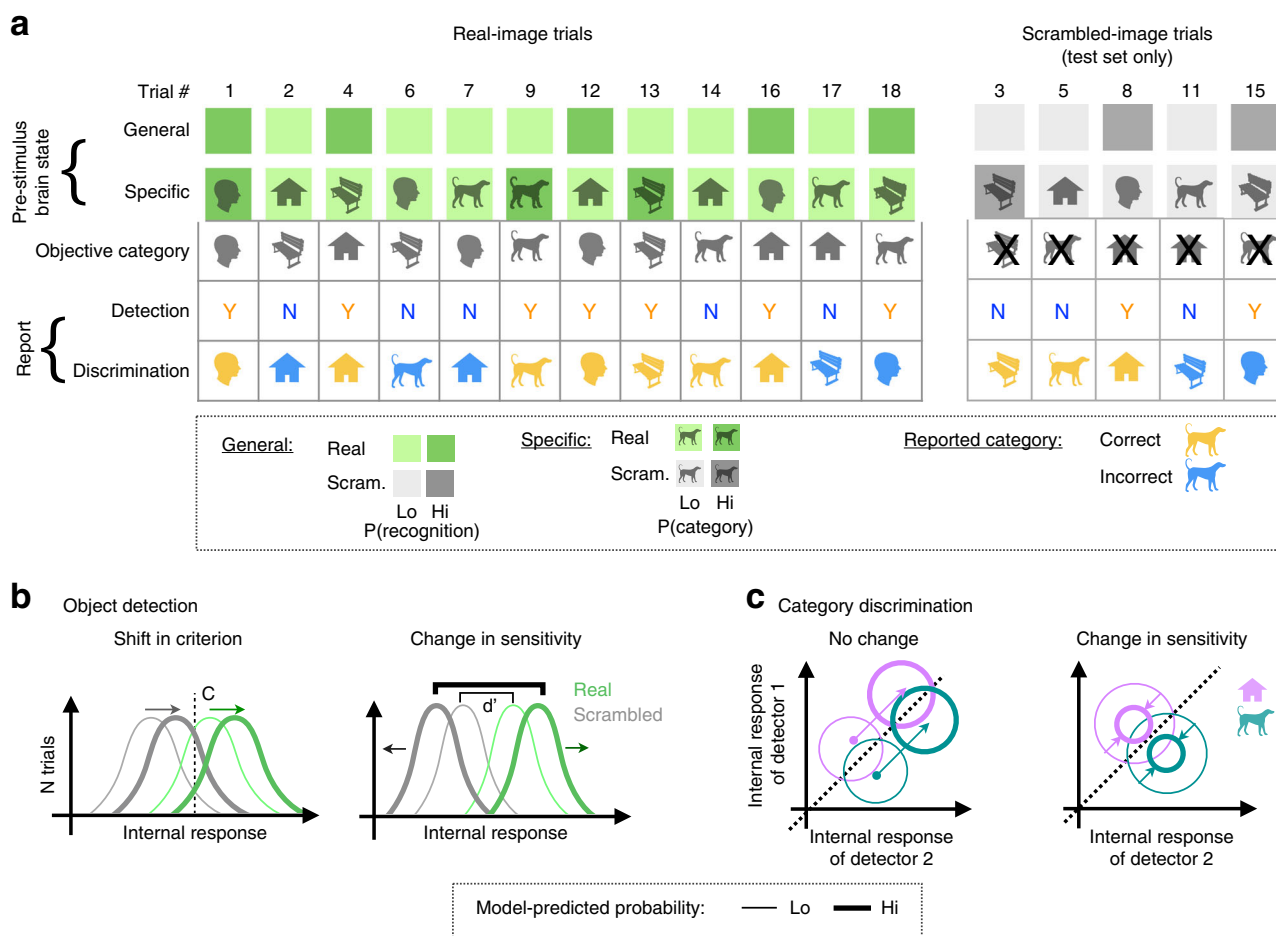 a
Real-image trials
Scrambled-image trials
(test set only)
Trial # 1 2 4 6 7 9 12 13 14 16 17 18 3 5 8 11 15
Pre-stimulus
brain state
General
Specific
Objective category X X X X X
Report
Detection Y N Y N N Y Y Y N Y N Y N N Y N Y
Discrimination
General:
Real
Scram.
Lo Hi
P(recognition)
Specific:
Real
Scram.
Lo Hi
P(category)
Reported category:
Correct
Incorrect
b
Object detection
Shift in criterion
C
N trials
Internal response
Change in sensitivity
d'
Real
Scrambled
Internal response
c
Category discrimination
No change
Internal response
of detector 1
Internal response
of detector 2
Change in sensitivity
Internal response
of detector 2
Model-predicted probability: Lo Hi